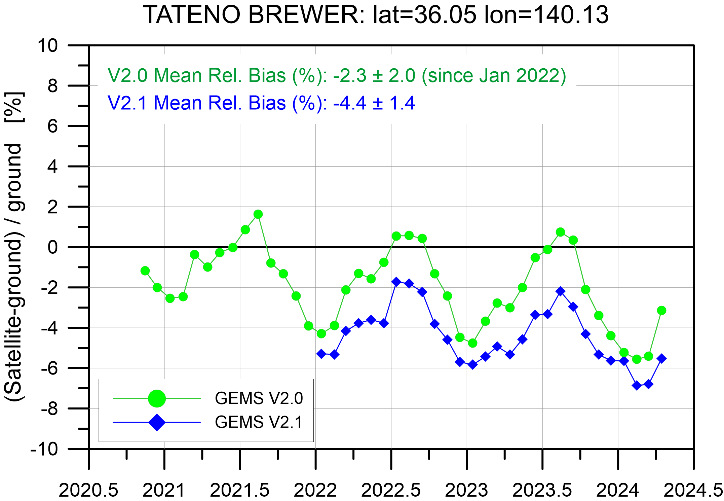 TATENO BREWER: lat=36.05 lon=140.13
(Satellite-ground) / ground [%]
10
8
6
4
2
0
-2
-4
-6
-8
-10
V2.0 Mean Rel. Bias (%): -2.3 ± 2.0 (since Jan 2022)
V2.1 Mean Rel. Bias (%): -4.4 ± 1.4
GEMS V2.0
GEMS V2.1
2020.5 2021 2021.5 2022 2022.5 2023 2023.5 2024 2024.5